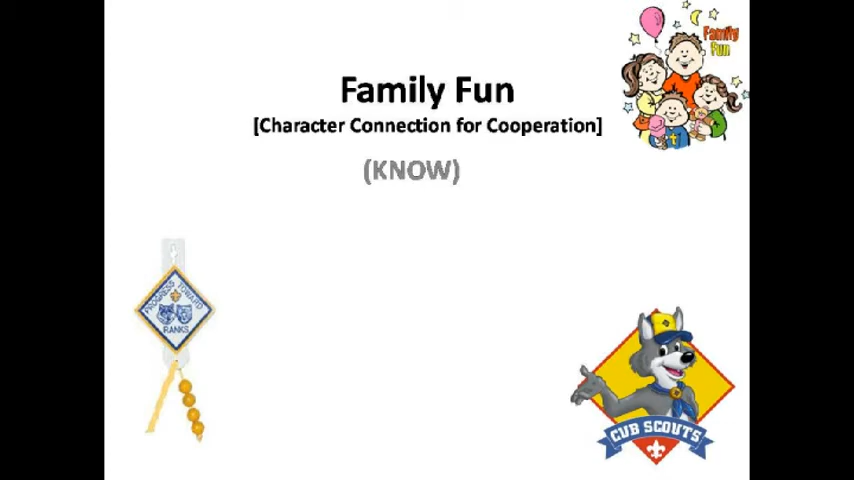 Family
Fun
Family Fun
[Character Connection for Cooperation]
(KNOW)
PROGRESS TOWARD
RANKS
CUB SCOUTS